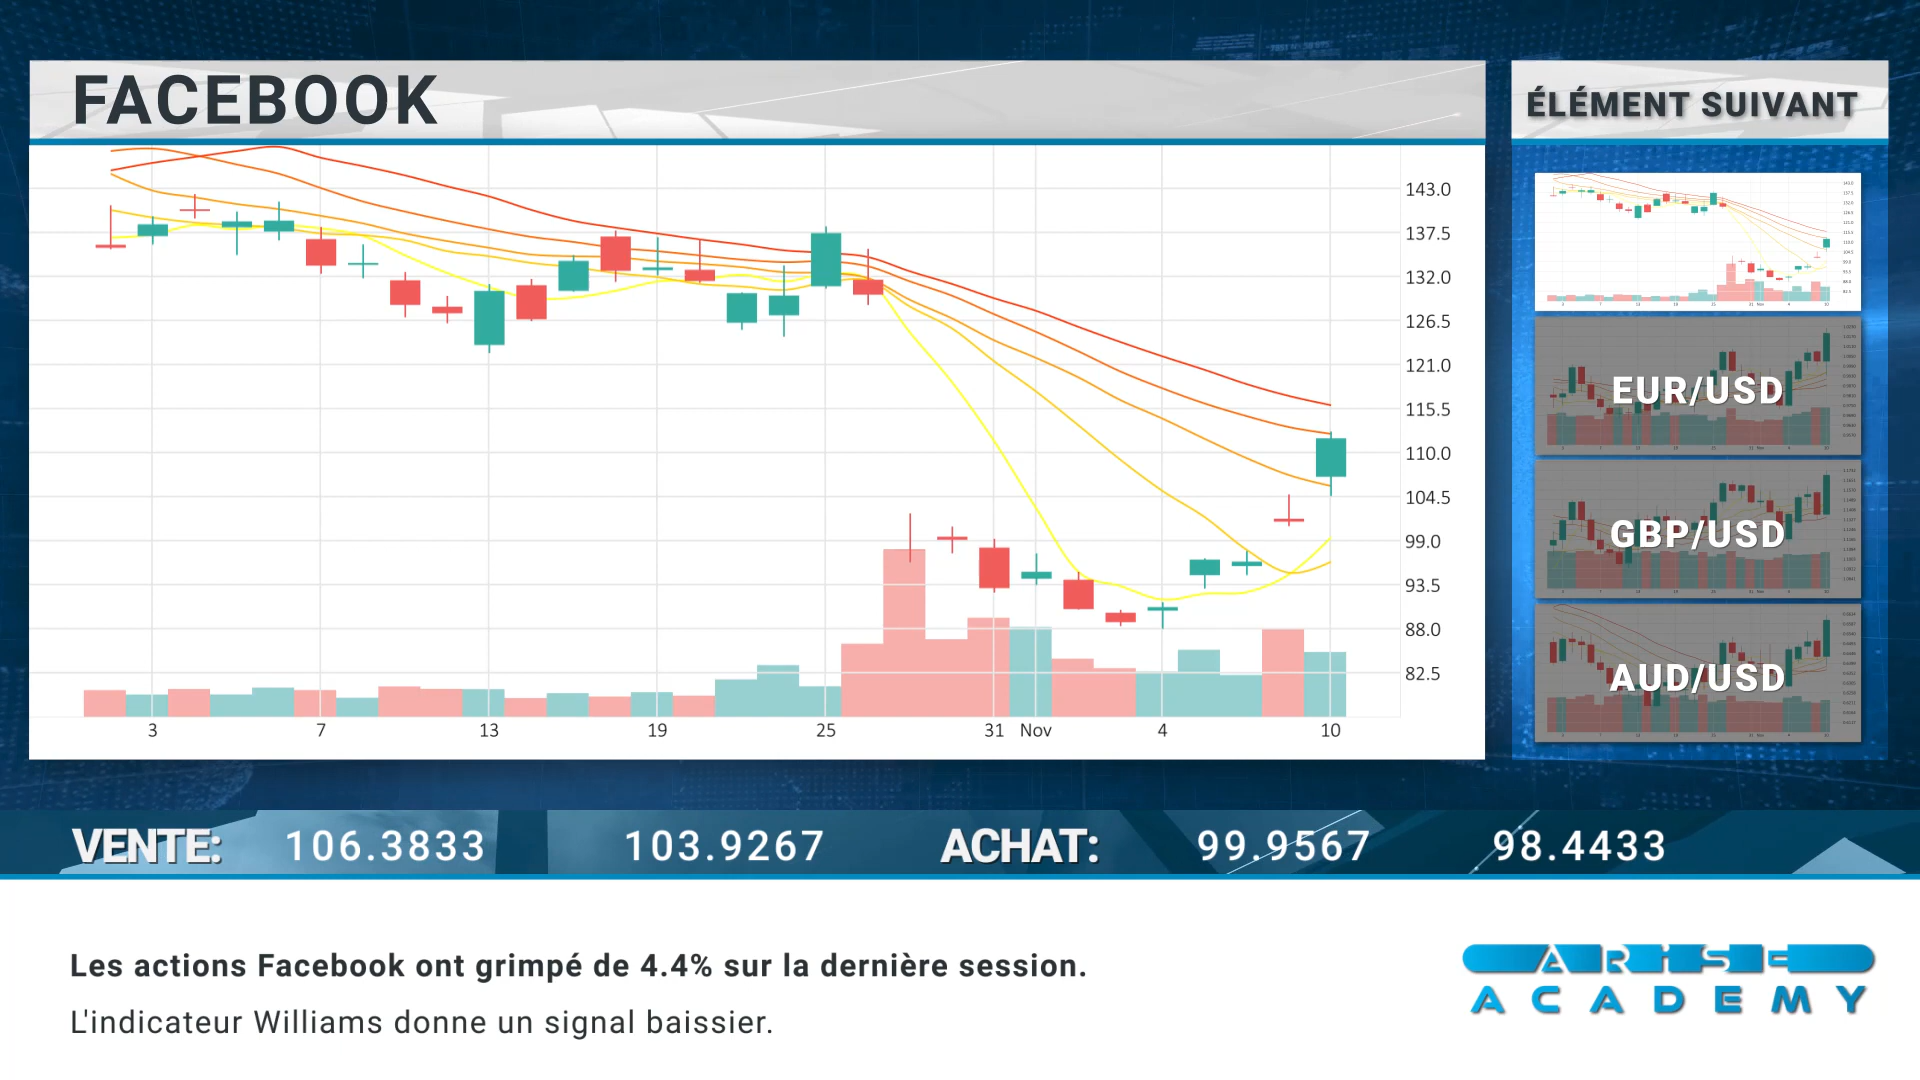 FACEBOOK
ÉLÉMENT SUIVANT
143.0
137.5
132.0
126.5
121.0
115.5
110.0
104.5
99.0
93.5
88.0
82.5
3 7 13 19 25 31 Nov 4 10
EUR/USD
GBP/USD
AUD/USD
VENTE: 106.3833 103.9267 ACHAT: 99.9567 98.4433
Les actions Facebook ont grimpé de 4.4% sur la dernière session.
L'indicateur Williams donne un signal baissier.
ARISE
ACADEMY